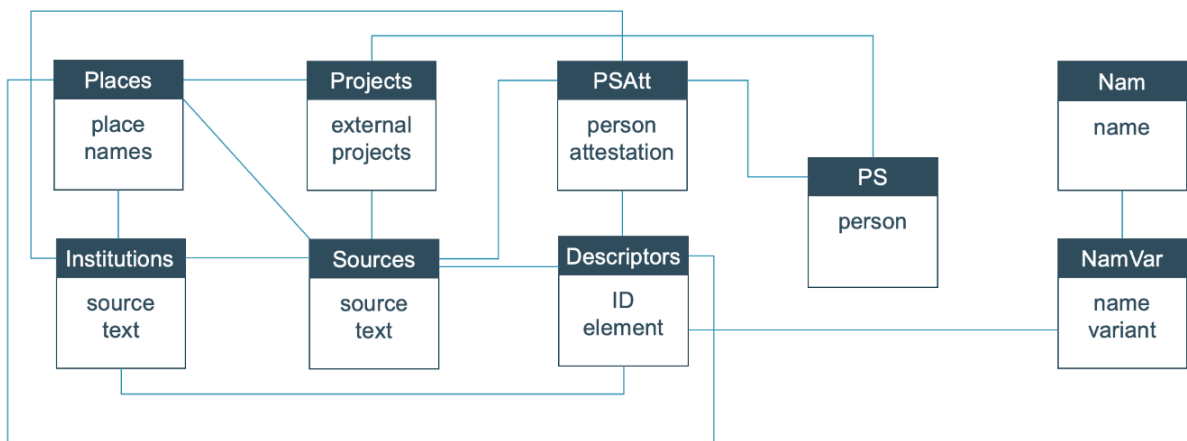 Places
place
names
Projects
external
projects
PSAtt
person
attestation
PS
person
Nam
name
Institutions
source
text
Sources
source
text
Descriptors
ID
element
NamVar
name
variant